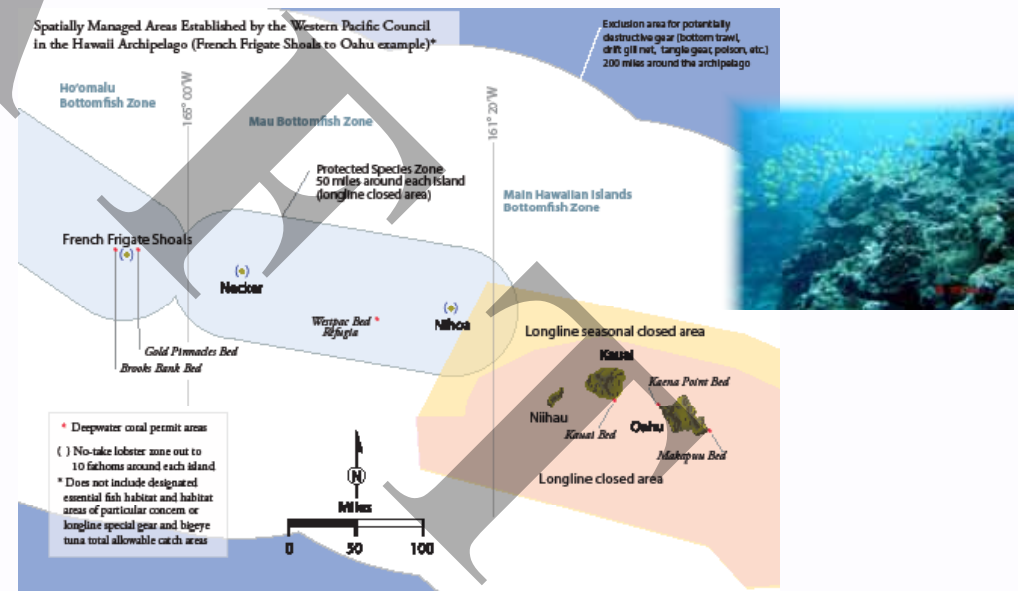 Spatially Managed Areas Established by the Western Pacific Council
in the Hawaii Archipelago (French Frigate Shoals to Oahu example)*
Exclusion area for potentially
destructive gear (bottom trawl,
drift gill net, tangle gear, poison, etc.)
200 miles around the archipelago
Ho'omalu
Bottomfish Zone
165° 00'W
Mau Bottomfish Zone
161° 20'W
Protected Species Zone
50 miles around each island
(longline closed area)
Main Hawaiian Islands
Bottomfish Zone
French Frigate Shoals
( )
( )
Necker
( )
Nihoa
Westpac Bed
Refugia
Gold Pinnacles Bed
Brooks Bank Bed
Longline seasonal closed area
Kauai
Kaena Point Bed
Niihau
Kauai Bed
Oahu
Makapuu Bed
Longline closed area
* Deepwater coral permit areas
( ) No-take lobster zone out to
10 fathoms around each island
* Does not include designated
essential fish habitat and habitat
areas of particular concern or
longline special gear and bigeye
tuna total allowable catch areas
N
Miles
0 50 100